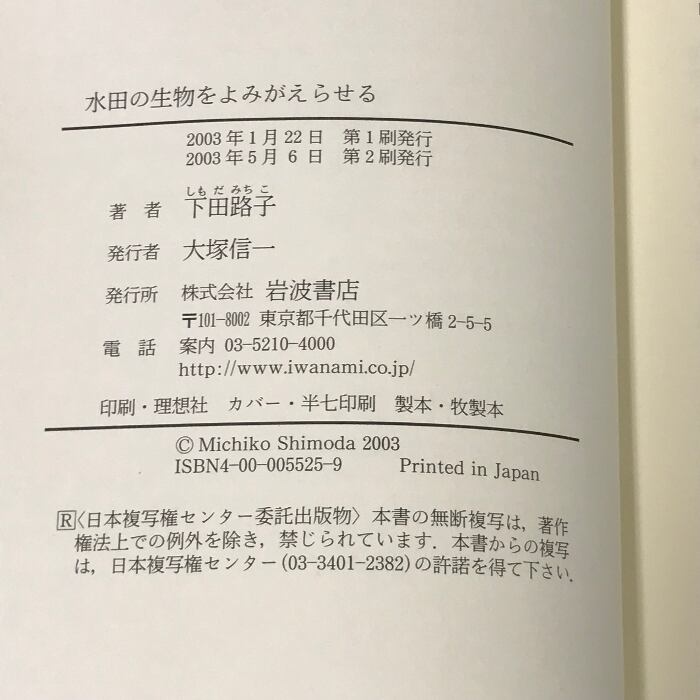 水田の生物をよみがえらせる
2003年1月22日 第1刷発行
2003年5月6日 第2刷発行
しもだみちこ
著者 下田路子
発行者 大塚信一
発行所 株式会社 岩波書店
〒101-8002 東京都千代田区一ツ橋2-5-5
電話 案内 03-5210-4000
http://www.iwanami.co.jp/
印刷・理想社 カバー・半七印刷 製本・牧製本
© Michiko Shimoda 2003
ISBN4-00-005525-9 Printed in Japan
R〈日本複写権センター委託出版物〉本書の無断複写は，著作
権法上での例外を除き，禁じられています．本書からの複写
は，日本複写権センター(03-3401-2382)の許諾を得て下さい．